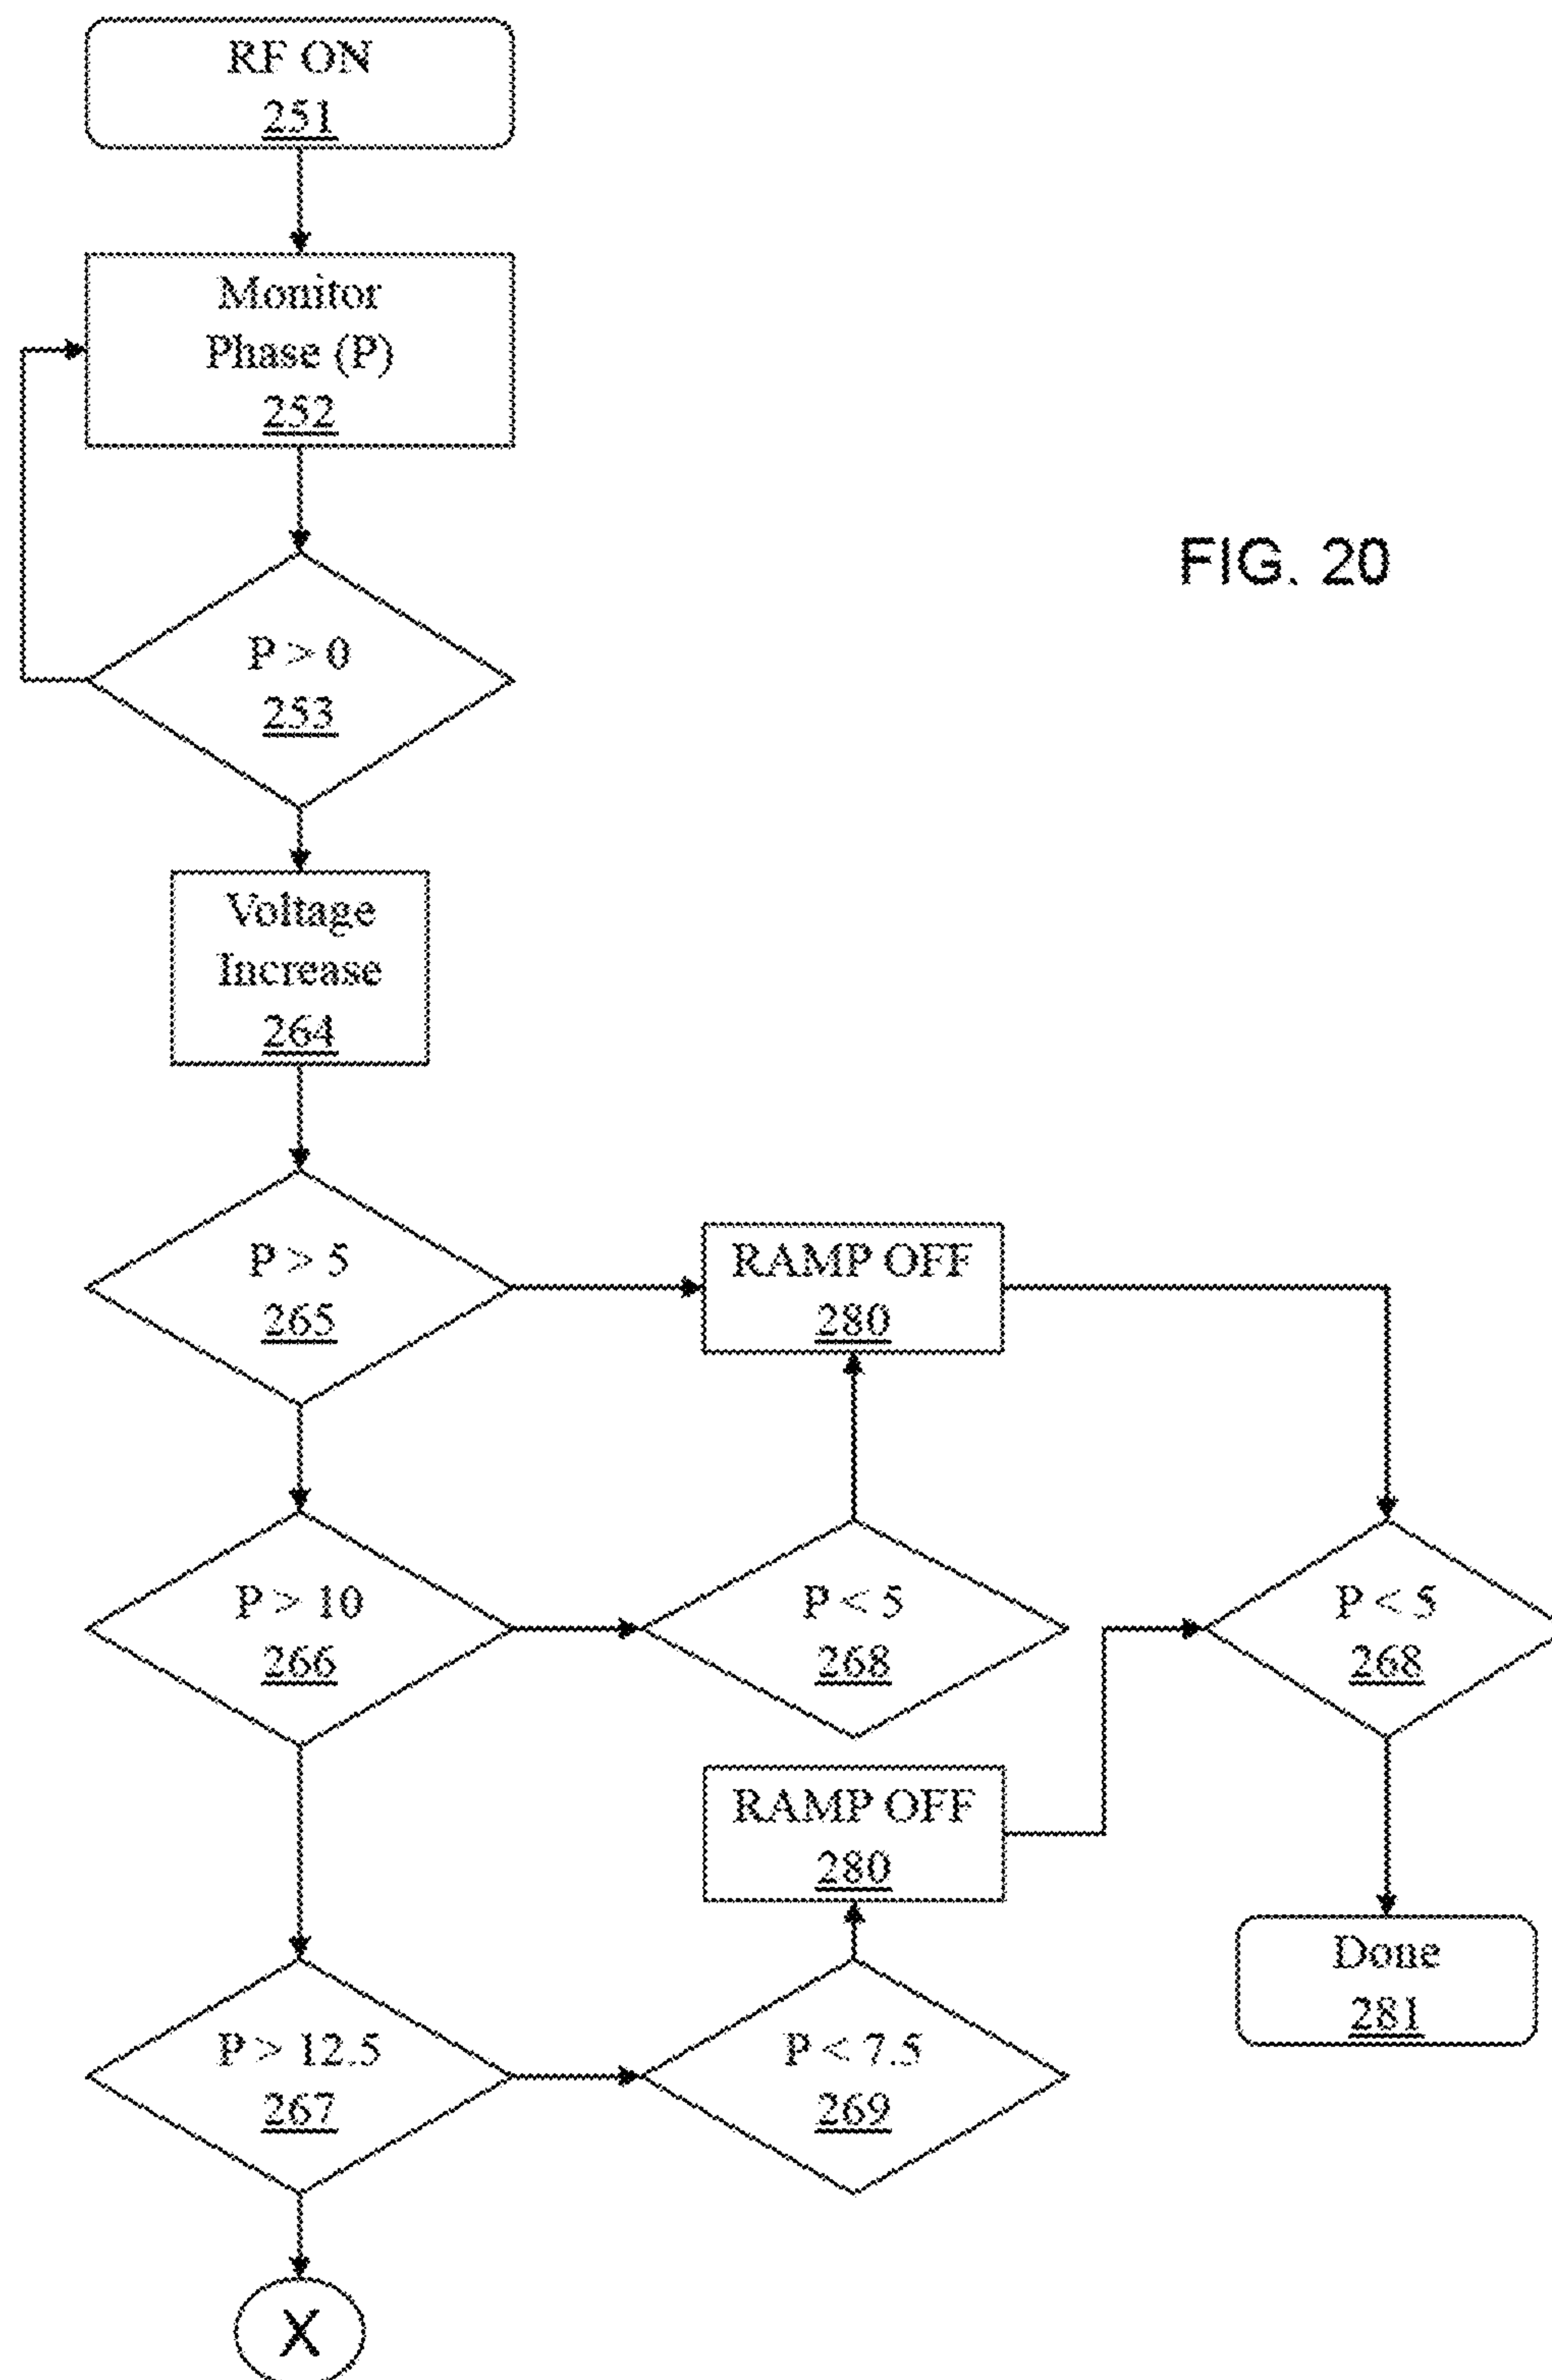 RF ON
251
Monitor
Phase (P)
252
FIG. 20
P > 0
253
Voltage
Increase
264
P > 5
265
RAMP OFF
280
P > 10
266
P < 5
268
P < 5
268
RAMP OFF
280
Done
281
P > 12.5
267
P < 7.5
269
X